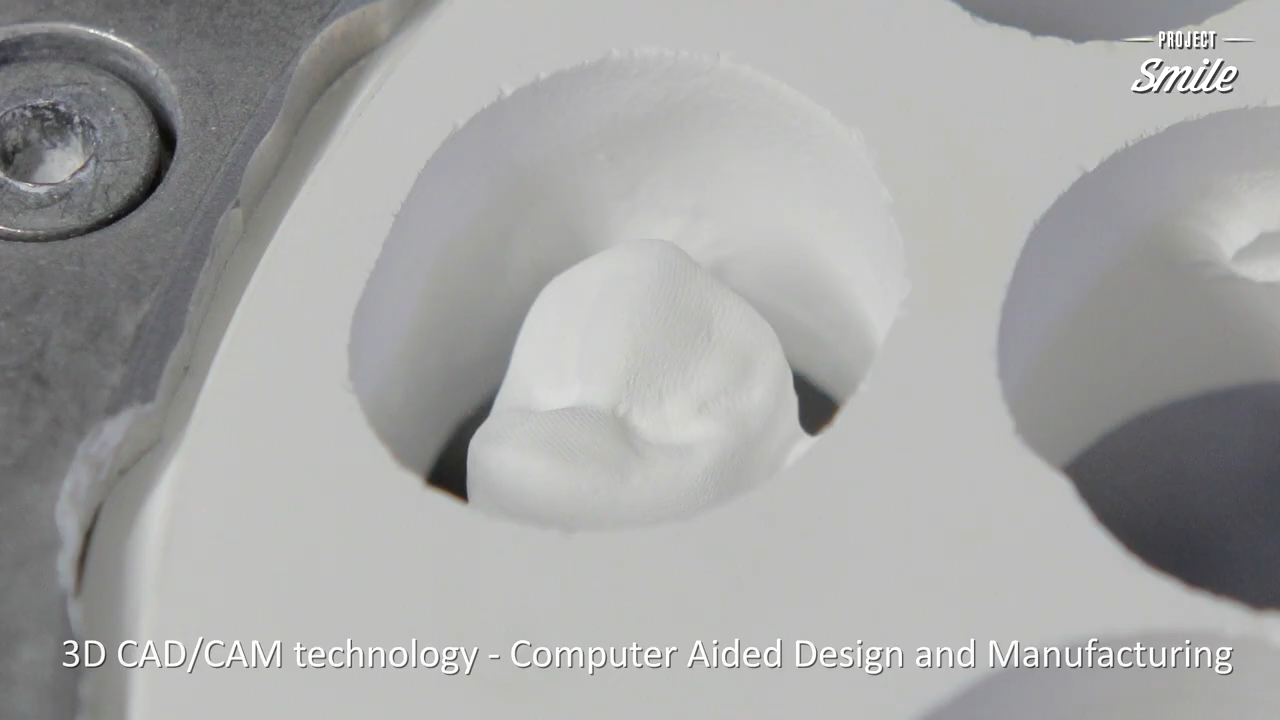 PROJECT
Smile
3D CAD/CAM technology - Computer Aided Design and Manufacturing